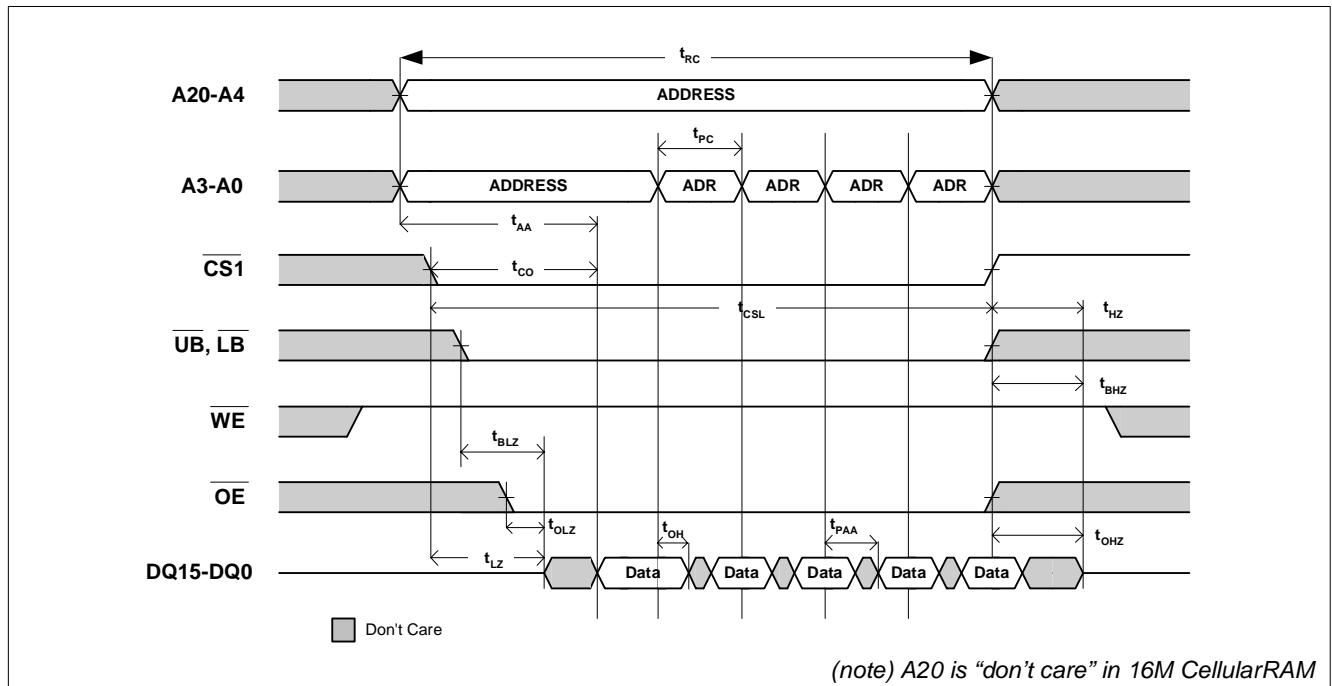 tRC
A20-A4
ADDRESS
tPC
A3-A0
ADDRESS
ADR
ADR
ADR
ADR
tAA
CS1
tCO
tCSL
tHZ
UB, LB
tBHZ
WE
tBLZ
OE
tOLZ
tOH
tPAA
tOHZ
tLZ
DQ15-DQ0
Data
Data
Data
Data
Data
Don't Care
(note) A20 is “don’t care” in 16M CellularRAM